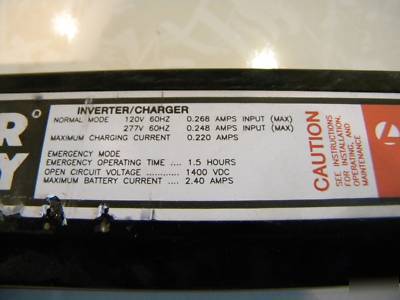 INVERTER/CHARGER
NORMAL MODE 120V 60HZ 0.268 AMPS INPUT (MAX)
277V 60HZ 0.248 AMPS INPUT (MAX)
MAXIMUM CHARGING CURRENT 0.220 AMPS
EMERGENCY MODE
EMERGENCY OPERATING TIME .... 1.5 HOURS
OPEN CIRCUIT VOLTAGE ............ 1400 VDC
MAXIMUM BATTERY CURRENT .... 2.40 AMPS
CAUTION
SEE INSTRUCTIONS
FOR INSTALLATION,
OPERATING, AND
MAINTENANCE